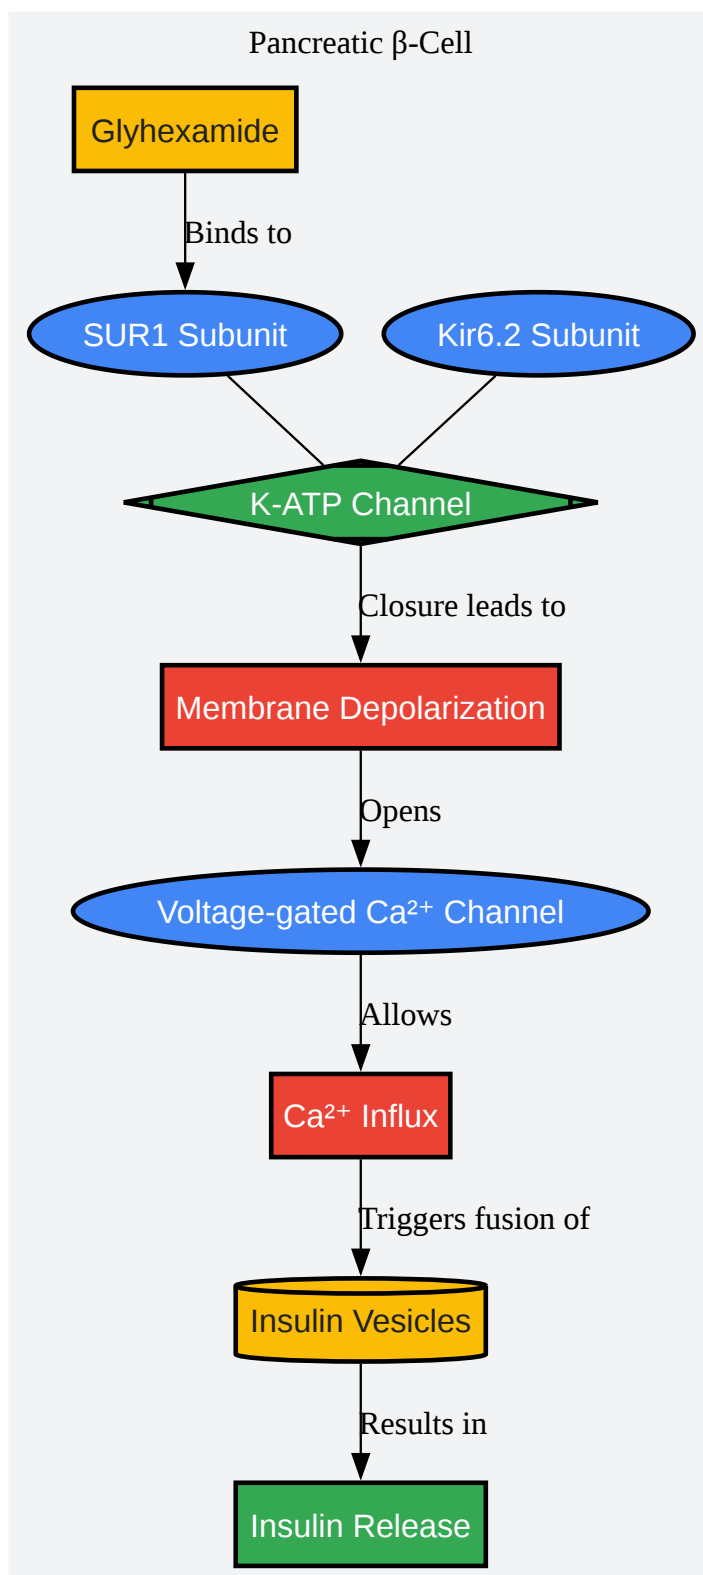 Pancreatic β-Cell
Glyhexamide
Binds to
SUR1 Subunit
Kir6.2 Subunit
K-ATP Channel
Closure leads to
Membrane Depolarization
Opens
Voltage-gated Ca²⁺ Channel
Allows
Ca²⁺ Influx
Triggers fusion of
Insulin Vesicles
Results in
Insulin Release